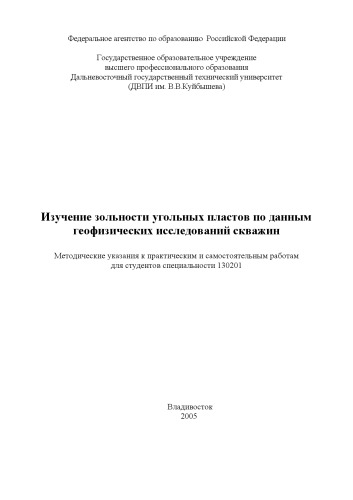 Федеральное агентство по образованию Российской Федерации
Государственное образовательное учреждение
высшего профессионального образования
Дальневосточный государственный технический университет
(ДВПИ им. В.В.Куйбышева)
Изучение зольности угольных пластов по данным
геофизических исследований скважин
Методические указания к практическим и самостоятельным работам
для студентов специальности 130201
Владивосток
2005